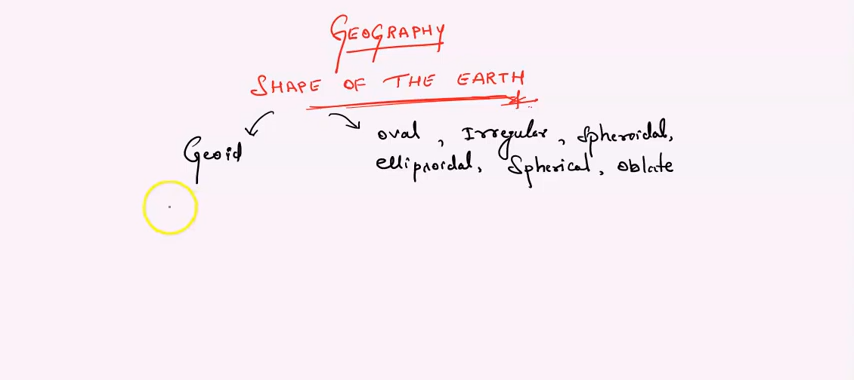 GEOGRAPHY
SHAPE OF THE EARTH
Geoid
oval, Irregular, Spheroidal,
ellipsoidal, Spherical, oblate